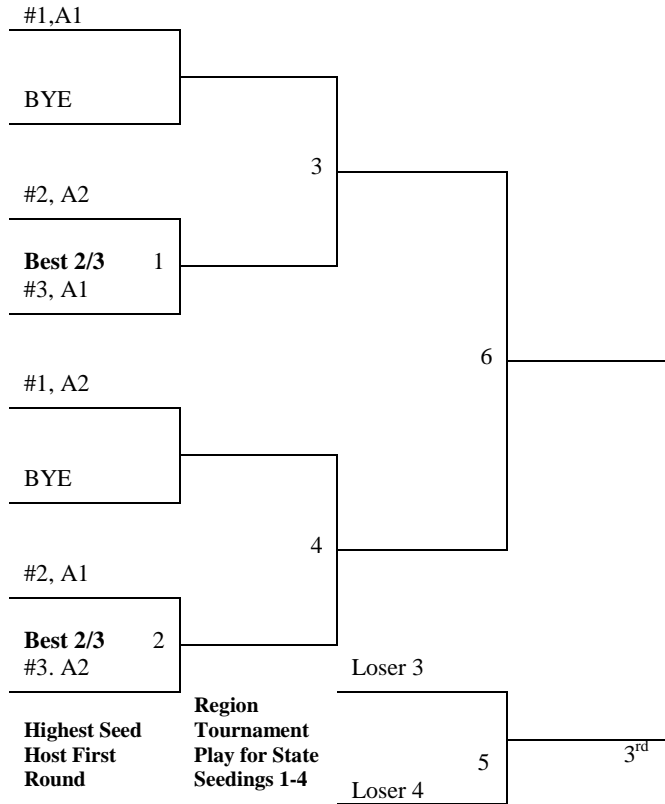 #1,A1
BYE
3
#2, A2
Best 2/3 1
#3, A1
#1, A2
6
BYE
4
#2, A1
Best 2/3 2
#3. A2
Loser 3
Highest Seed
Host First
Round
Region
Tournament
Play for State
Seedings 1-4
5
3rd
Loser 4